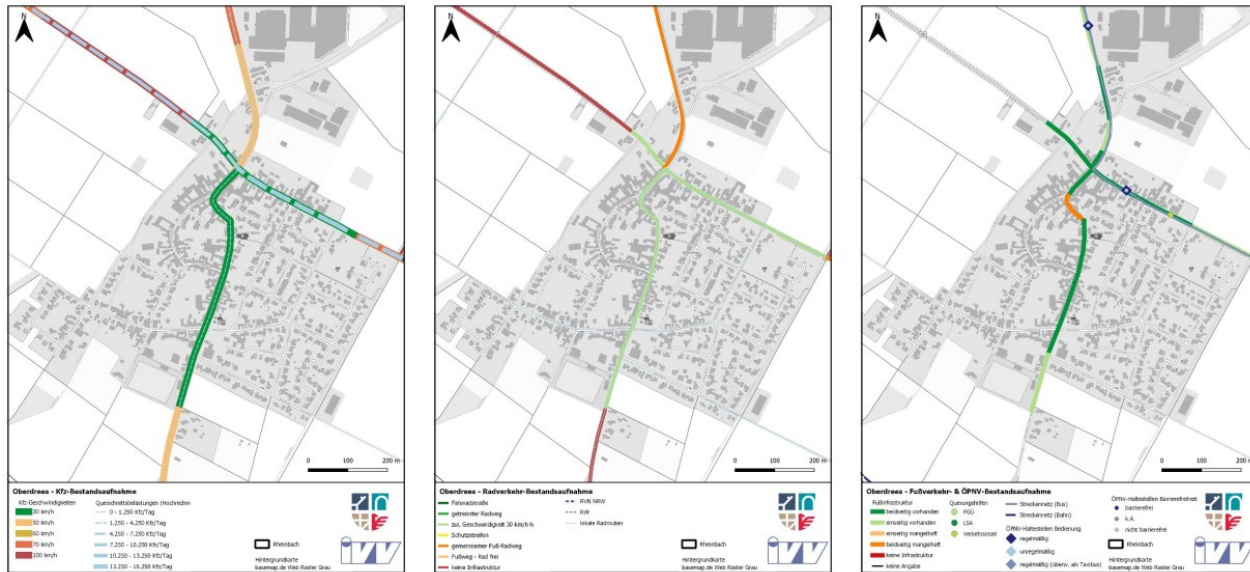 N
0 100 200 m
Oberdrees - Kfz-Bestandsaufnahme
Kfz-Geschwindigkeiten
30 km/h
50 km/h
60 km/h
70 km/h
100 km/h
Querschnittsbelastungen (Hochrechn
0 - 1.250 Kfz/Tag
1.250 - 4.250 Kfz/Tag
4.250 - 7.250 Kfz/Tag
7.250 - 10.250 Kfz/Tag
10.250 - 13.250 Kfz/Tag
13.250 - 16.250 Kfz/Tag
Rheinbach
Hintergrundkarte
basemap.de Web Raster Grau
IVV
N
0 100 200 m
Oberdrees - Radverkehr-Bestandsaufnahme
Fahrradstraße
getrennter Radweg
zul. Geschwindigkeit 30 km/h
Schutzstreifen
gemeinsamer Fuß-Radweg
Fußweg - Rad frei
keine Infrastruktur
RVN NRW
lokale Radrouten
Rheinbach
Hintergrundkarte
basemap.de Web Raster Grau
IVV
N
0 100 200 m
Oberdrees - Fußverkehr- & ÖPNV-Bestandsaufnahme
Fußinfrastruktur
beidseitig vorhanden
einseitig vorhanden
einseitig mangelhaft
beidseitig mangelhaft
keine Infrastruktur
keine Angabe
Querungshilfen
FGÜ
LSA
Verkehrsinsel
Rheinbach
Hintergrundkarte
basemap.de Web Raster Grau
Streckennetz (Bus)
Streckennetz (Bahn)
ÖPNV-Haltestellen Bedienung
regelmäßig
unregelmäßig
regelmäßig (überw. als Taxibus)
ÖPNV-Haltestellen Barrierefreiheit
barrierefrei
k.A.
nicht barrierefrei
IVV